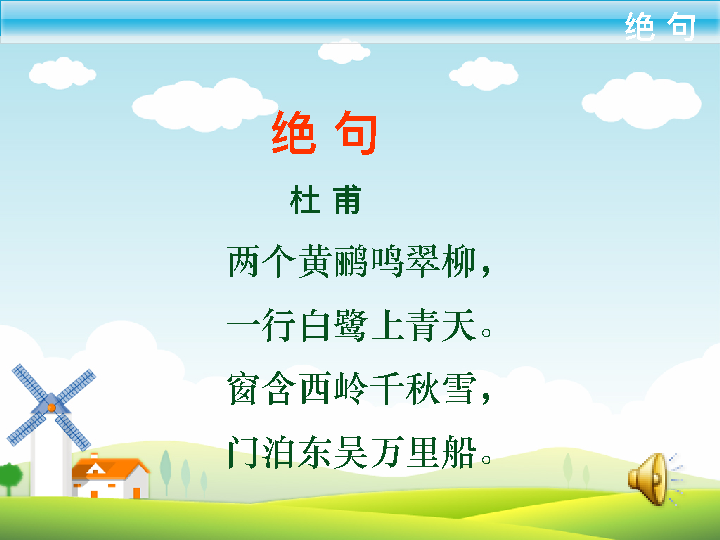 绝句
绝句
杜甫
两个黄鹂鸣翠柳，
一行白鹭上青天。
窗含西岭千秋雪，
门泊东吴万里船。